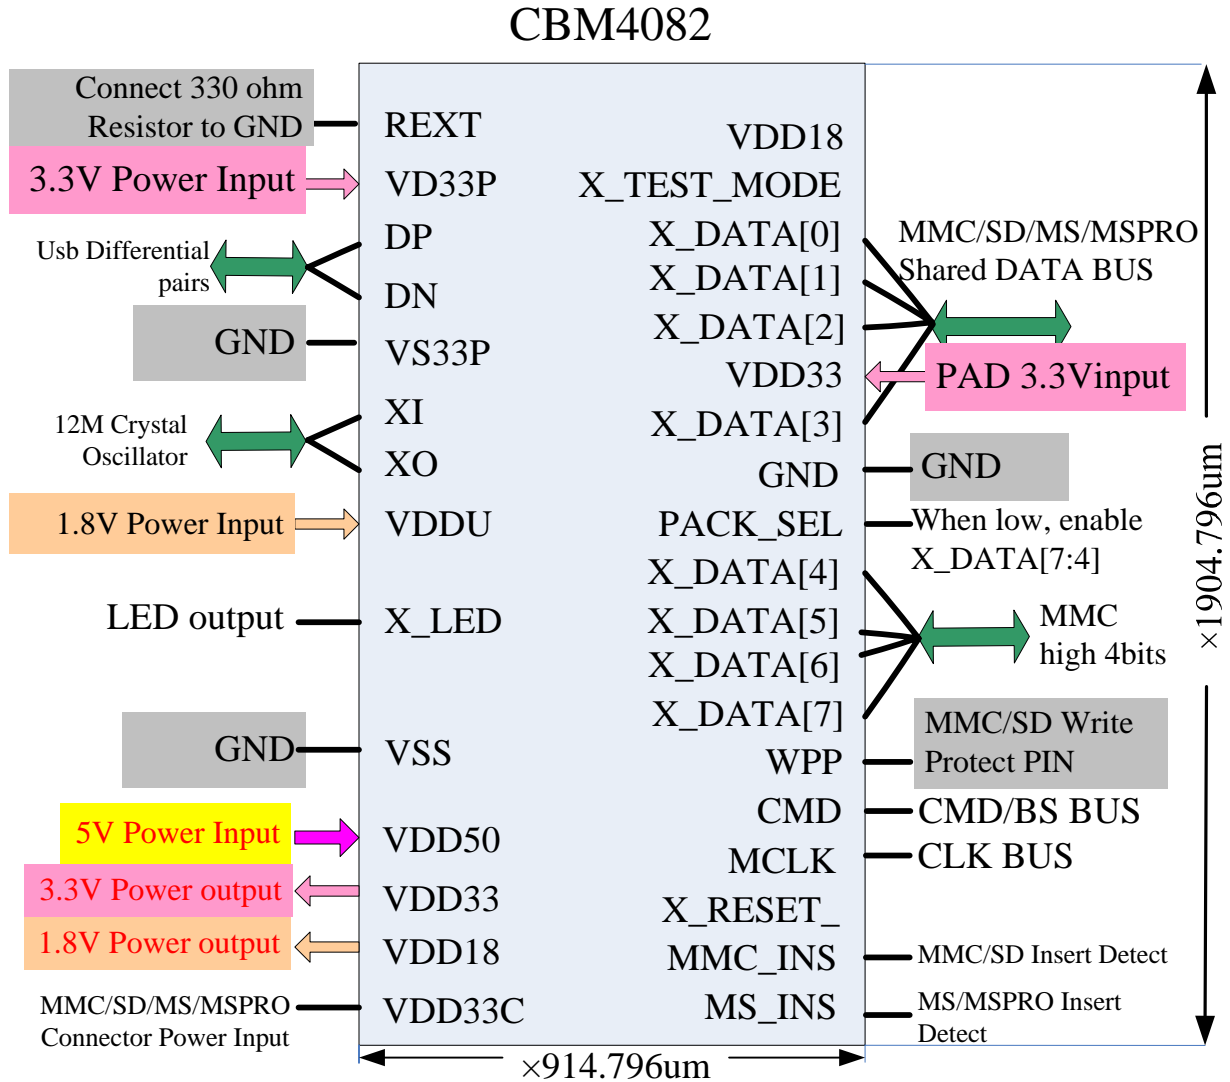 CBM4082
Connect 330 ohm
Resistor to GND
3.3V Power Input
Usb Differential
pairs
GND
12M Crystal
Oscillator
1.8V Power Input
LED output
GND
5V Power Input
3.3V Power output
1.8V Power output
MMC/SD/MS/MSPRO
Connector Power Input
REXT
VD33P
DP
DN
VS33P
XI
XO
VDDU
X_LED
VSS
VDD50
VDD33
VDD18
VDD33C
VDD18
X_TEST_MODE
X_DATA[0]
X_DATA[1]
X_DATA[2]
VDD33
X_DATA[3]
GND
PACK_SEL
X_DATA[4]
X_DATA[5]
X_DATA[6]
X_DATA[7]
WPP
CMD
MCLK
X_RESET_
MMC_INS
MS_INS
MMC/SD/MS/MSPRO
Shared DATA BUS
PAD 3.3Vinput
GND
When low, enable
X_DATA[7:4]
MMC
high 4bits
MMC/SD Write
Protect PIN
CMD/BS BUS
CLK BUS
MMC/SD Insert Detect
MS/MSPRO Insert
Detect
×1904.796um
×914.796um